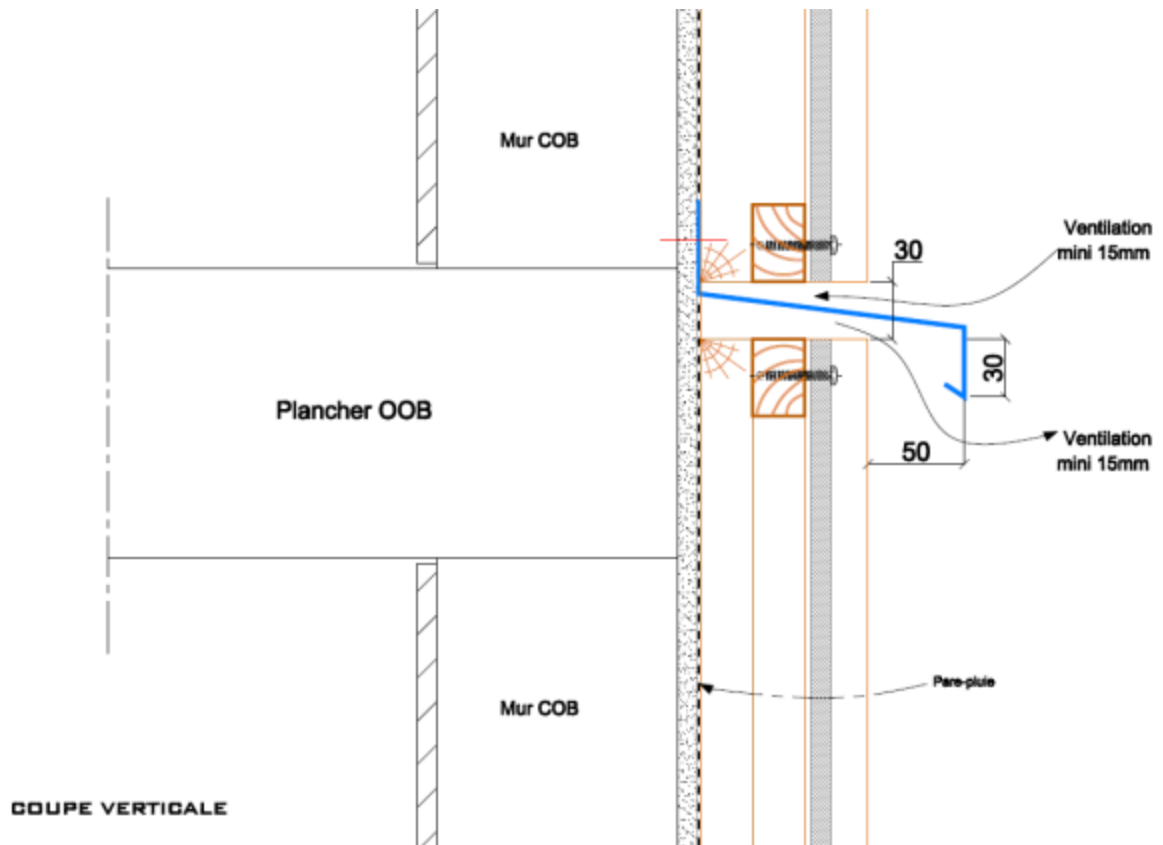 Mur COB
Ventilation
mini 15mm
30
30
Plancher OOB
50
Ventilation
mini 15mm
Pare-pluie
Mur COB
COUPE VERTICALE